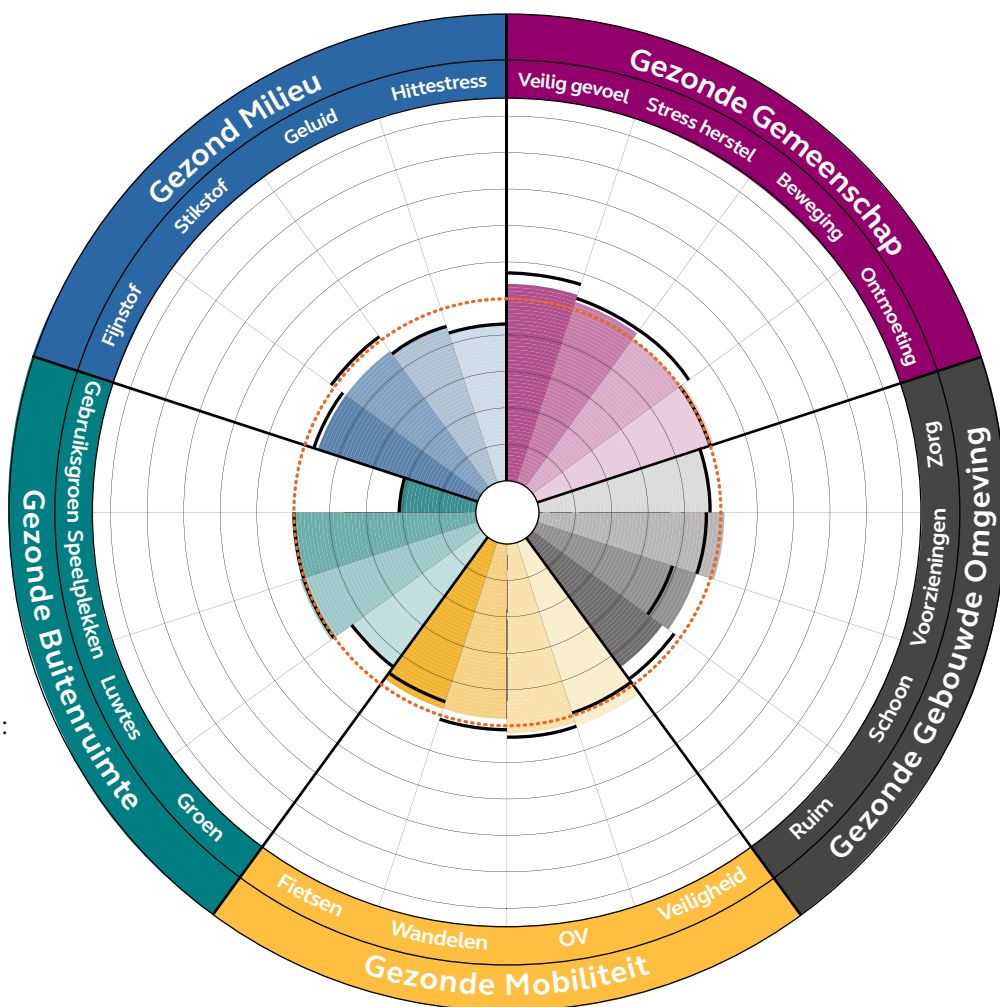 Gezond Milieu
Fijnstof
Stikstof
Geluid
Hittestress
Gezonde Gemeenschap
Veilig gevoel
Stress herstel
Beweging
Ontmoeting
Gezonde Gebouwde Omgeving
Zorg
Voorzieningen
Schoon
Ruim
Gezonde Mobiliteit
Veiligheid
OV
Wandelen
Fietsen
Gezonde Buitenruimte
Groen
Luwtes
Speelplekken
Gebruiksgroen
: